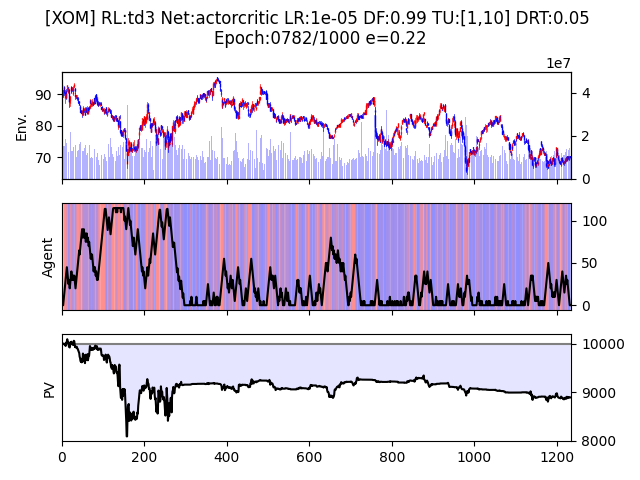 [XOM] RL:td3 Net:actorcritic LR:1e-05 DF:0.99 TU:[1,10] DRT:0.05
Epoch:0782/1000 e=0.22
1e7
Env.
90
80
70
4
2
0
Agent
100
50
0
PV
10000
9000
8000
0 200 400 600 800 1000 1200